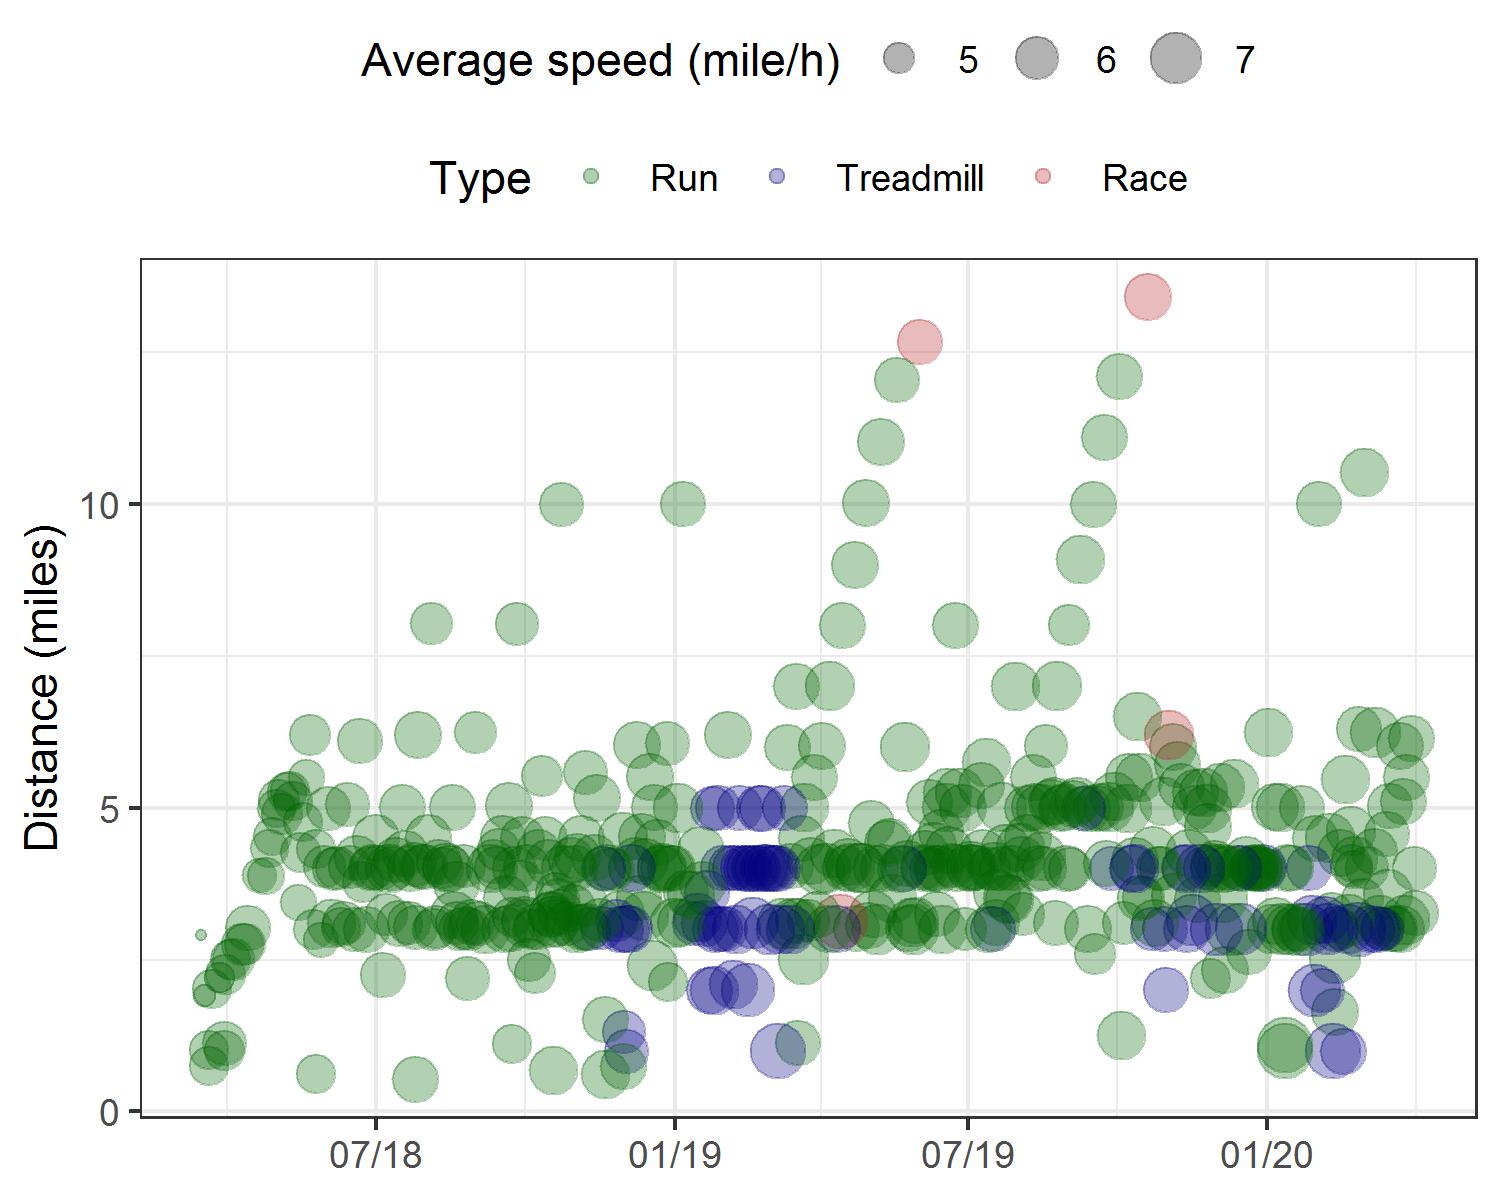 Average speed (mile/h) 5 6 7
Type Run Treadmill Race
Distance (miles)
10
5
0
07/18 01/19 07/19 01/20